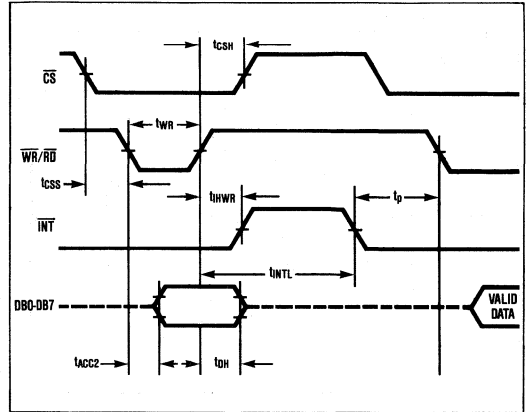 tCSH
CS
tWR
WR/RD
tCSS
tIHWR
tp
INT
tINTL
DB0-DB7
VALID
DATA
tACC2
tDH